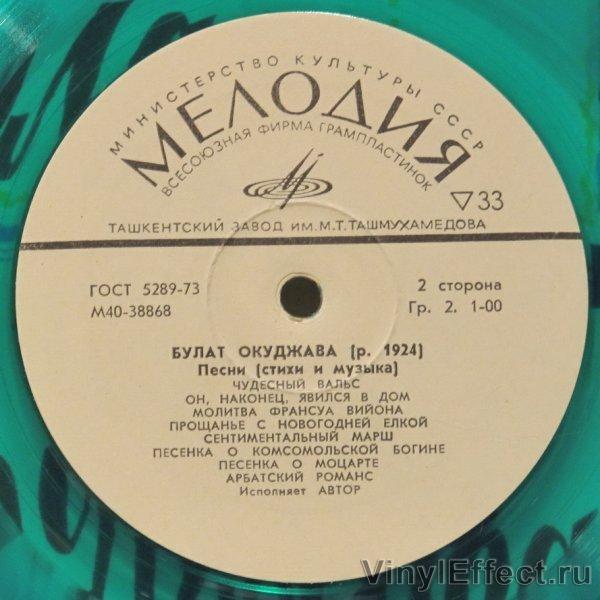 МИНИСТЕРСТВО КУЛЬТУРЫ СССР
МЕЛОДИЯ
ВСЕСОЮЗНАЯ ФИРМА ГРАМПЛАСТИНОК
▽33
ТАШКЕНТСКИЙ ЗАВОД ИМ.М.Т.ТАШМУХАМЕДОВА
ГОСТ 5289-73
2 сторона
М40-38868
Гр. 2. 1-00
БУЛАТ ОКУДЖАВА (р. 1924)
Песни (стихи и музыка)
ЧУДЕСНЫЙ ВАЛЬС
ОН, НАКОНЕЦ, ЯВИЛСЯ В ДОМ
МОЛИТВА ФРАНСУА ВИЙОНА
ПРОЩАНЬЕ С НОВОГОДНЕЙ ЕЛКОЙ
СЕНТИМЕНТАЛЬНЫЙ МАРШ
ПЕСЕНКА О КОМСОМОЛЬСКОЙ БОГИНЕ
ПЕСЕНКА О МОЦАРТЕ
АРБАТСКИЙ РОМАНС
Исполняет АВТОР
VinylEffect.ru